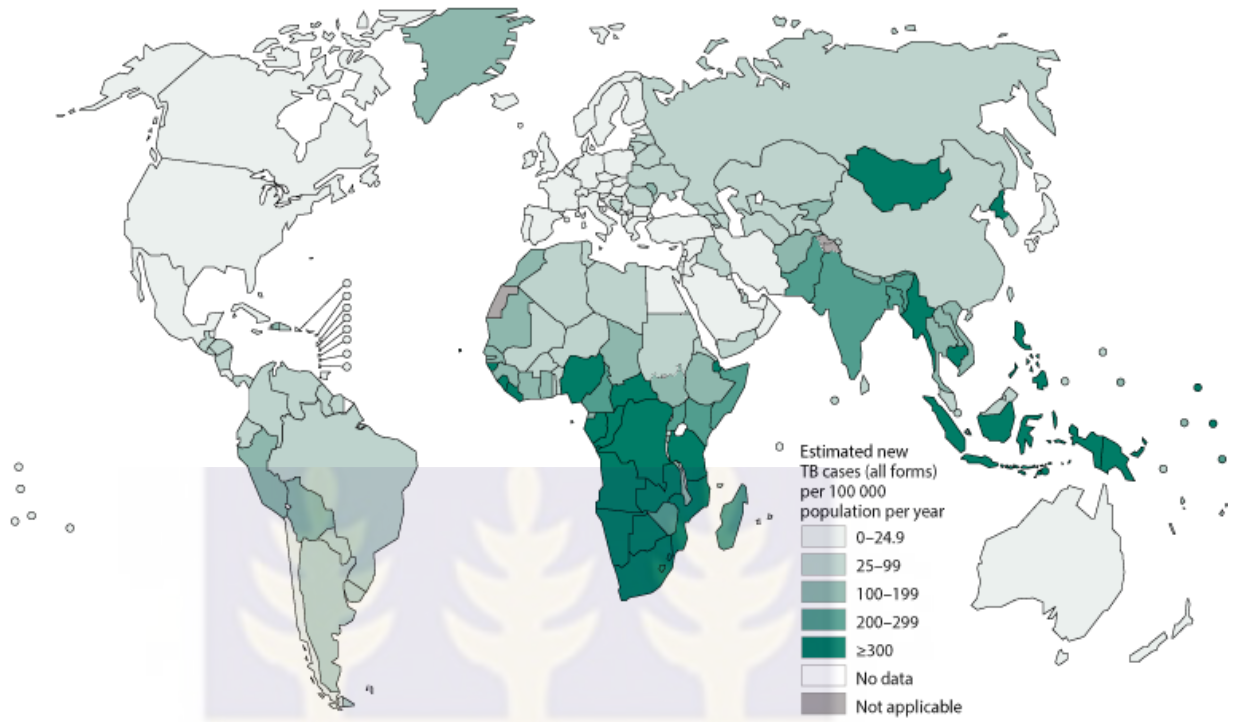 Estimated new
TB cases (all forms)
per 100 000
population per year
0–24.9
25–99
100–199
200–299
≥300
No data
Not applicable